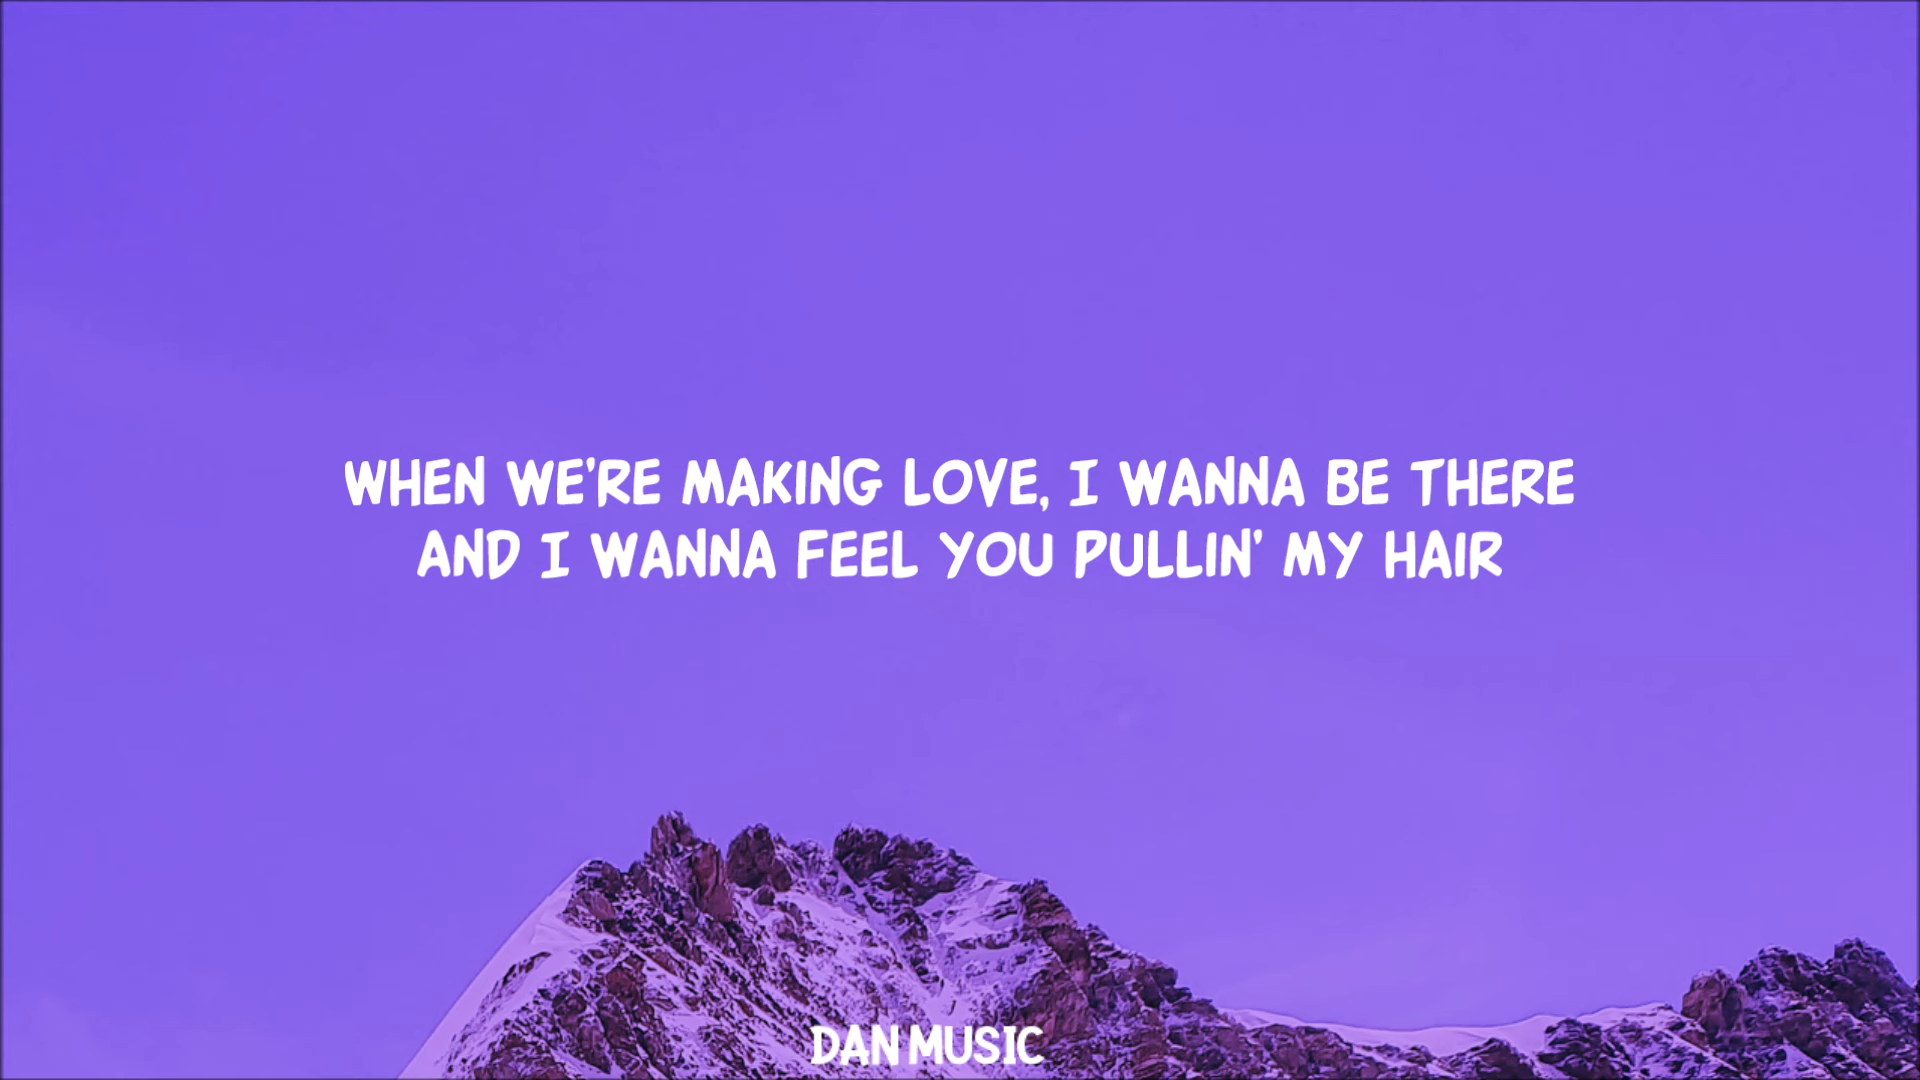 WHEN WE'RE MAKING LOVE, I WANNA BE THERE
AND I WANNA FEEL YOU PULLIN' MY HAIR
DAN MUSIC